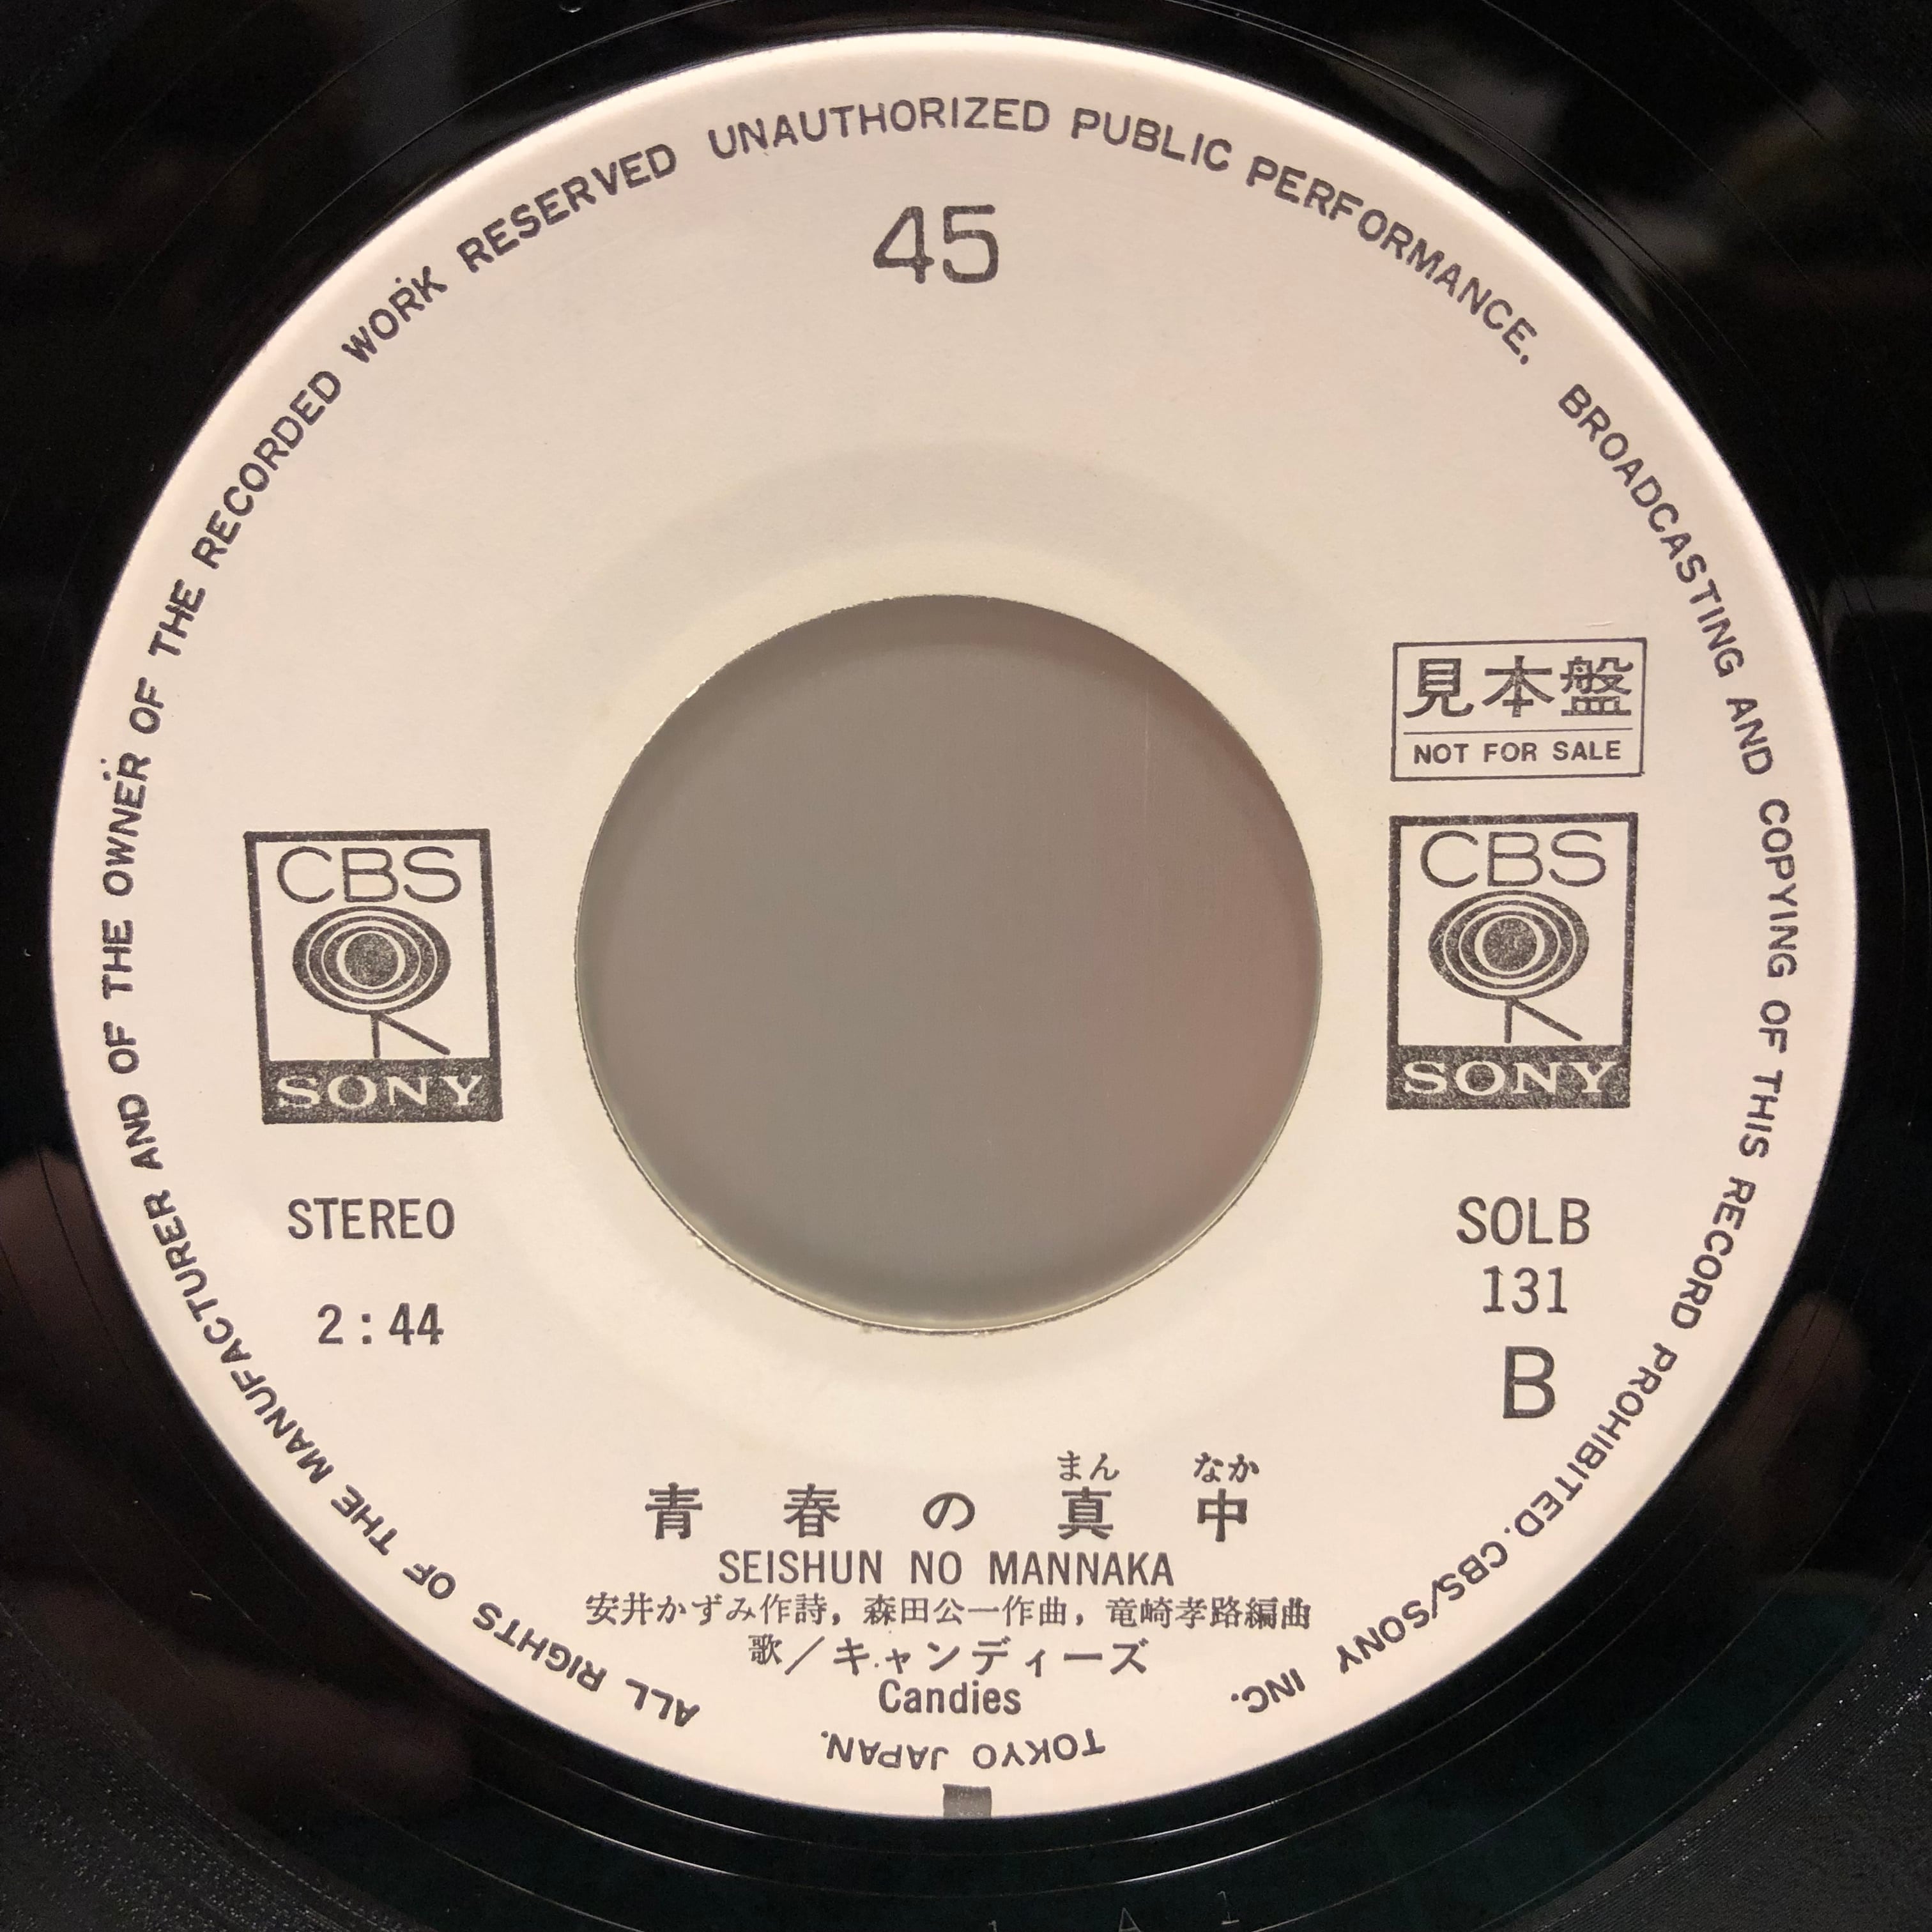 ALL RIGHTS OF THE MANUFACTURER AND OF THE OWNER OF THE RECORDED WORK RESERVED UNAUTHORIZED PUBLIC PERFORMANCE. BROADCASTING AND COPYING OF THIS RECORD PROHIBITED. CBS/SONY INC.
TOKYO JAPAN.
45
見本盤
NOT FOR SALE
CBS
SONY
CBS
SONY
STEREO
2:44
SOLB
131
B
まん なか
青春の真中
SEISHUN NO MANNAKA
安井かずみ作詩，森田公一作曲，竜崎孝路編曲
歌／キャンディーズ
Candies
1 A 1